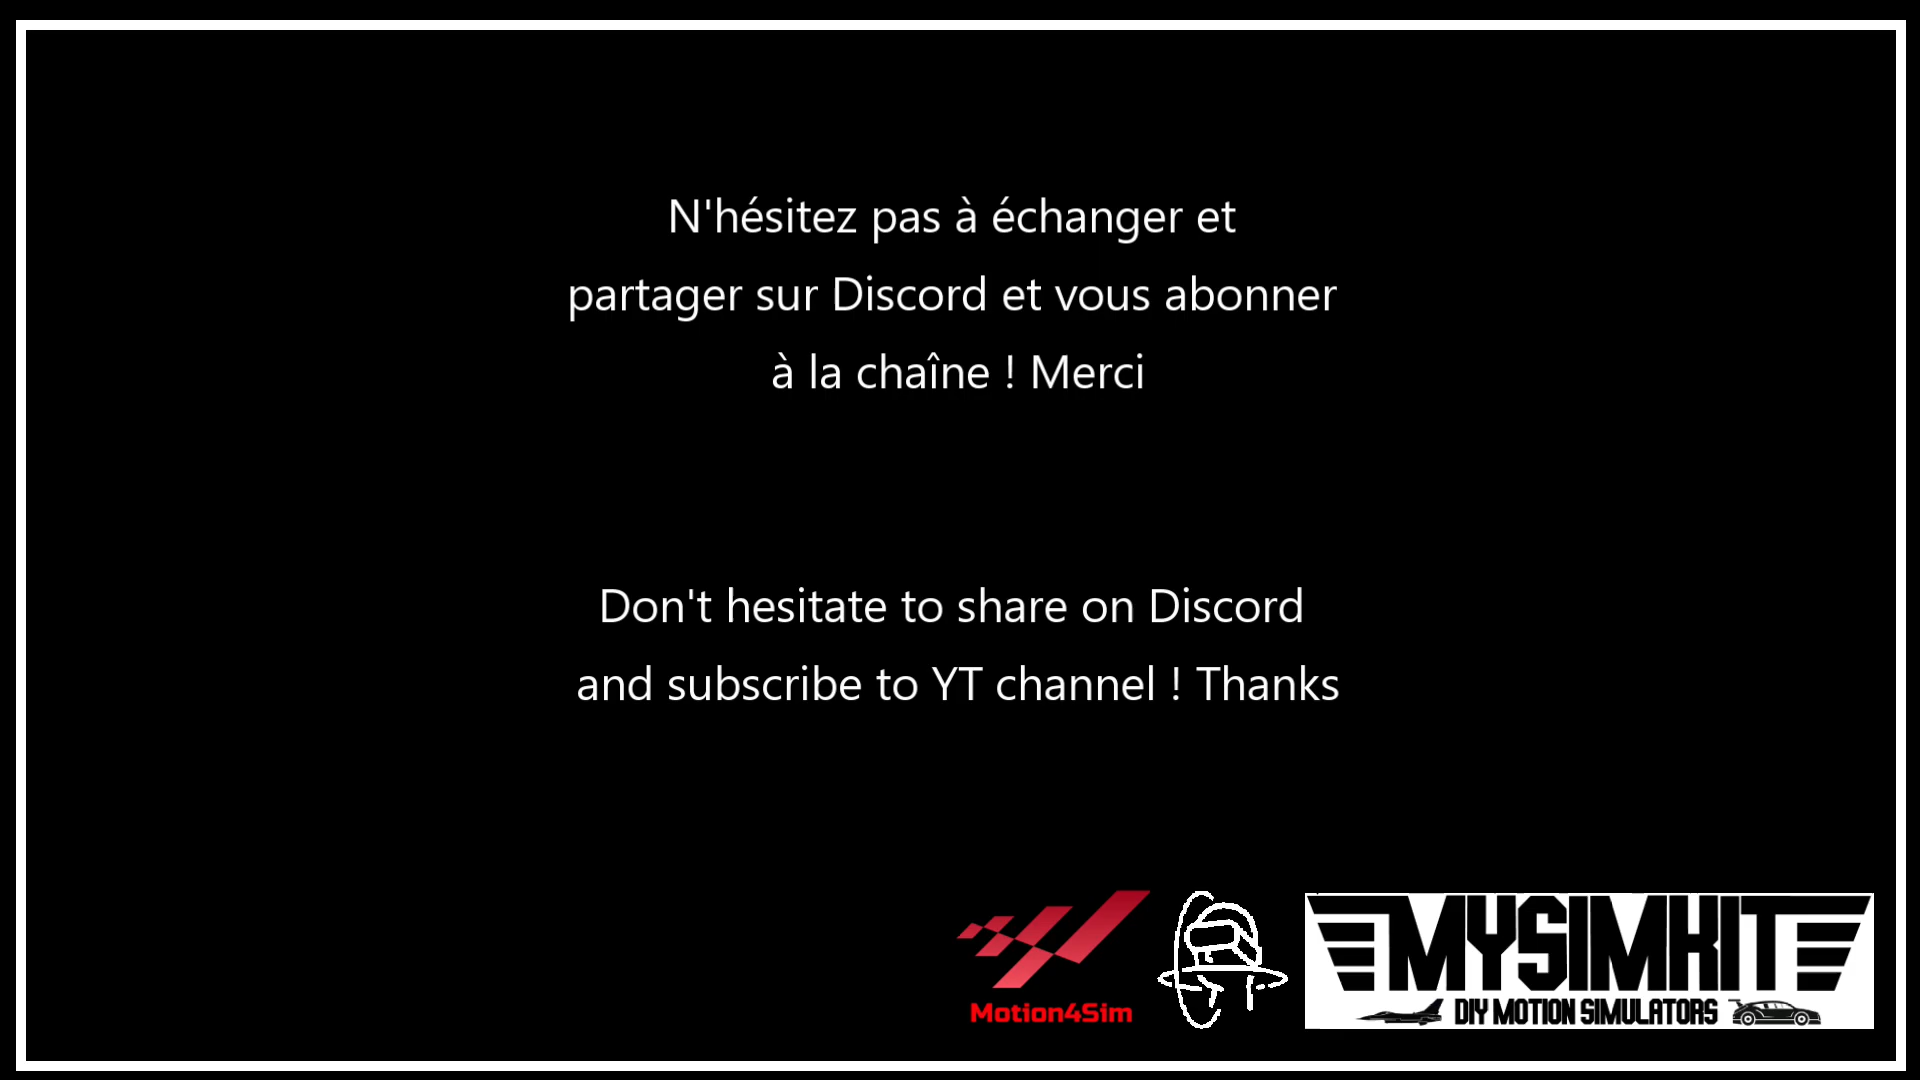 N'hésitez pas à échanger et
partager sur Discord et vous abonner
à la chaîne ! Merci
Don't hesitate to share on Discord
and subscribe to YT channel ! Thanks
Motion4Sim
MYSIMKIT
DIY MOTION SIMULATORS